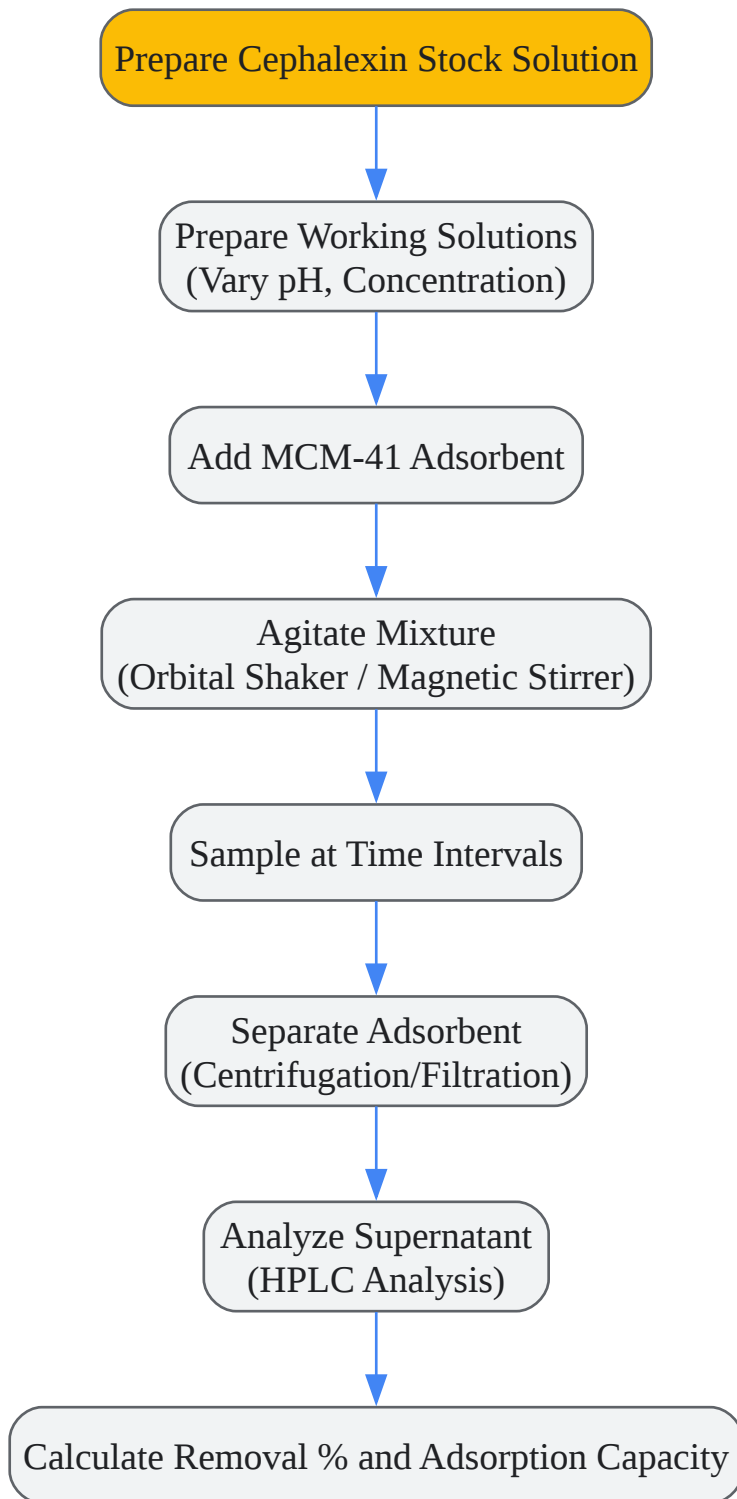 Prepare Cephalexin Stock Solution
Prepare Working Solutions
(Vary pH, Concentration)
Add MCM-41 Adsorbent
Agitate Mixture
(Orbital Shaker / Magnetic Stirrer)
Sample at Time Intervals
Separate Adsorbent
(Centrifugation/Filtration)
Analyze Supernatant
(HPLC Analysis)
Calculate Removal % and Adsorption Capacity